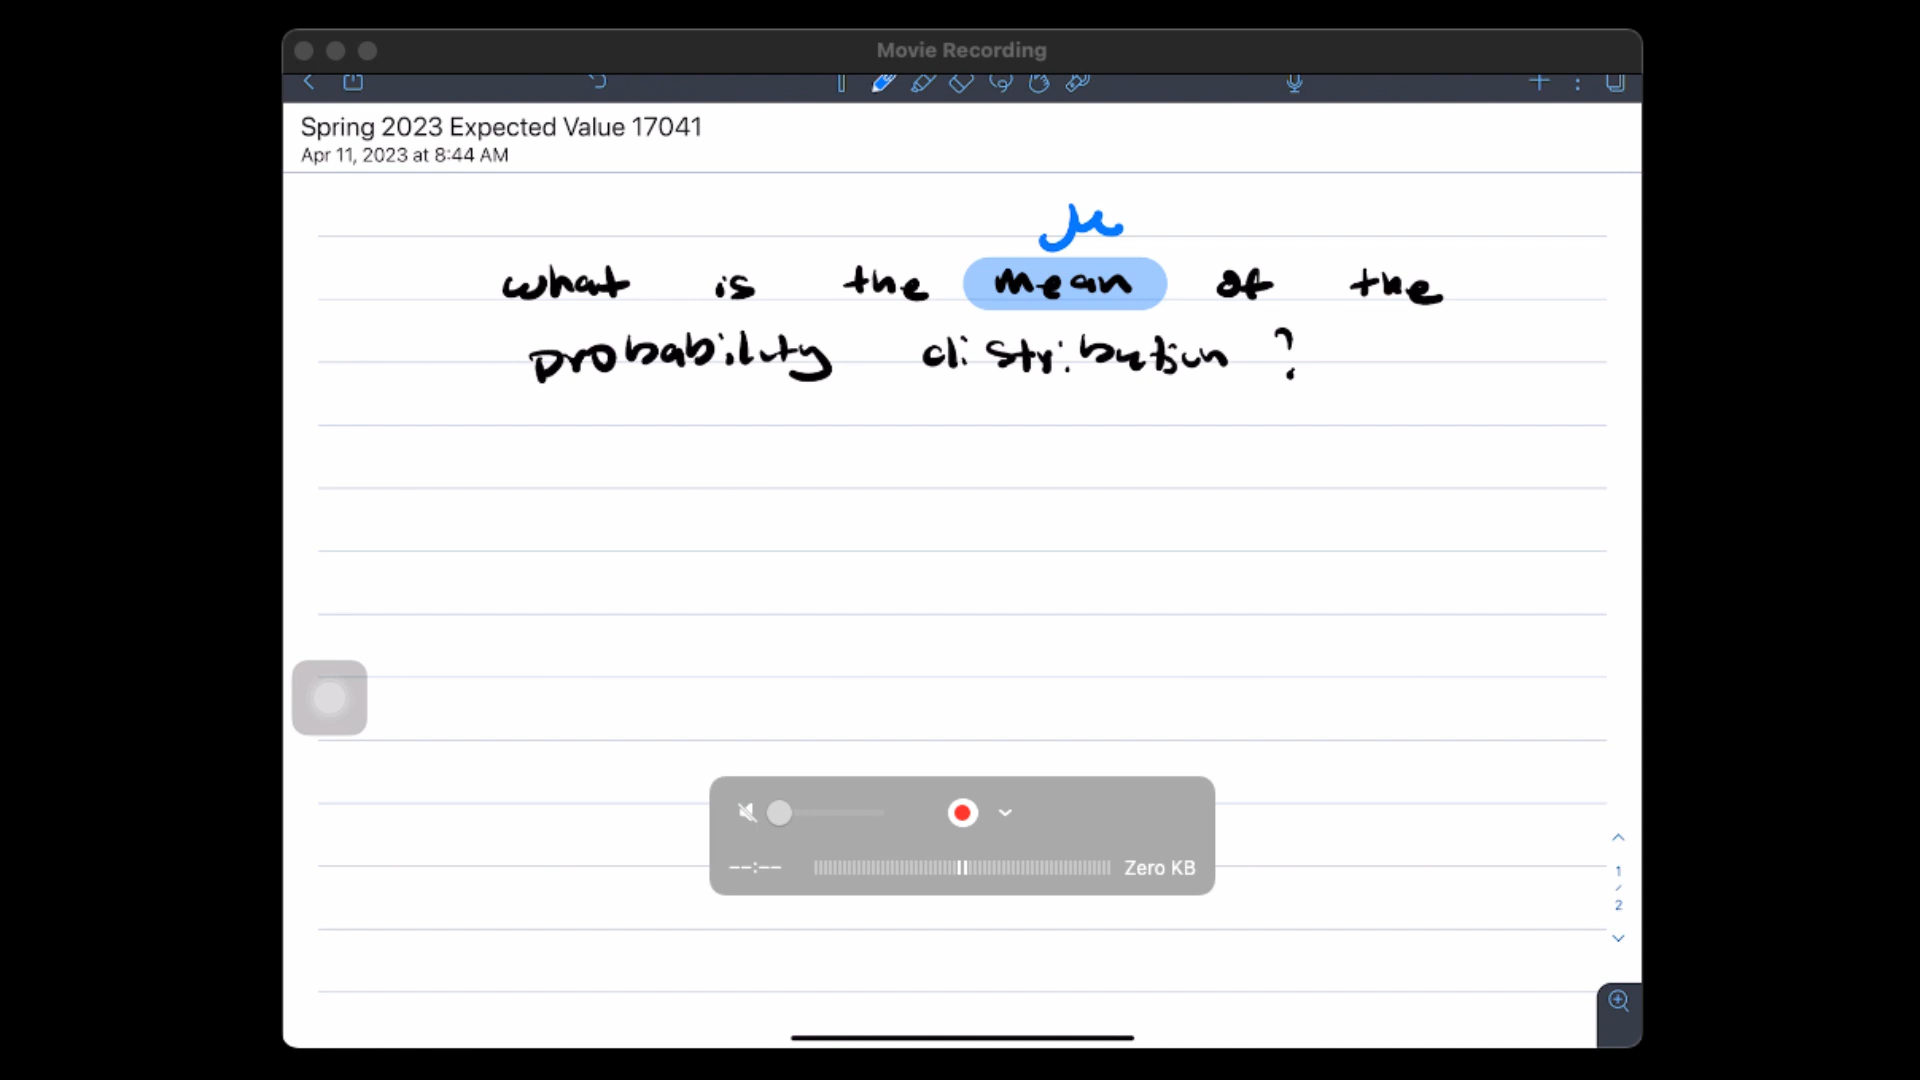 Movie Recording
Spring 2023 Expected Value 17041
Apr 11, 2023 at 8:44 AM
μ
what is the mean of the
probability distribution ?
--:-- Zero KB
1
/
2